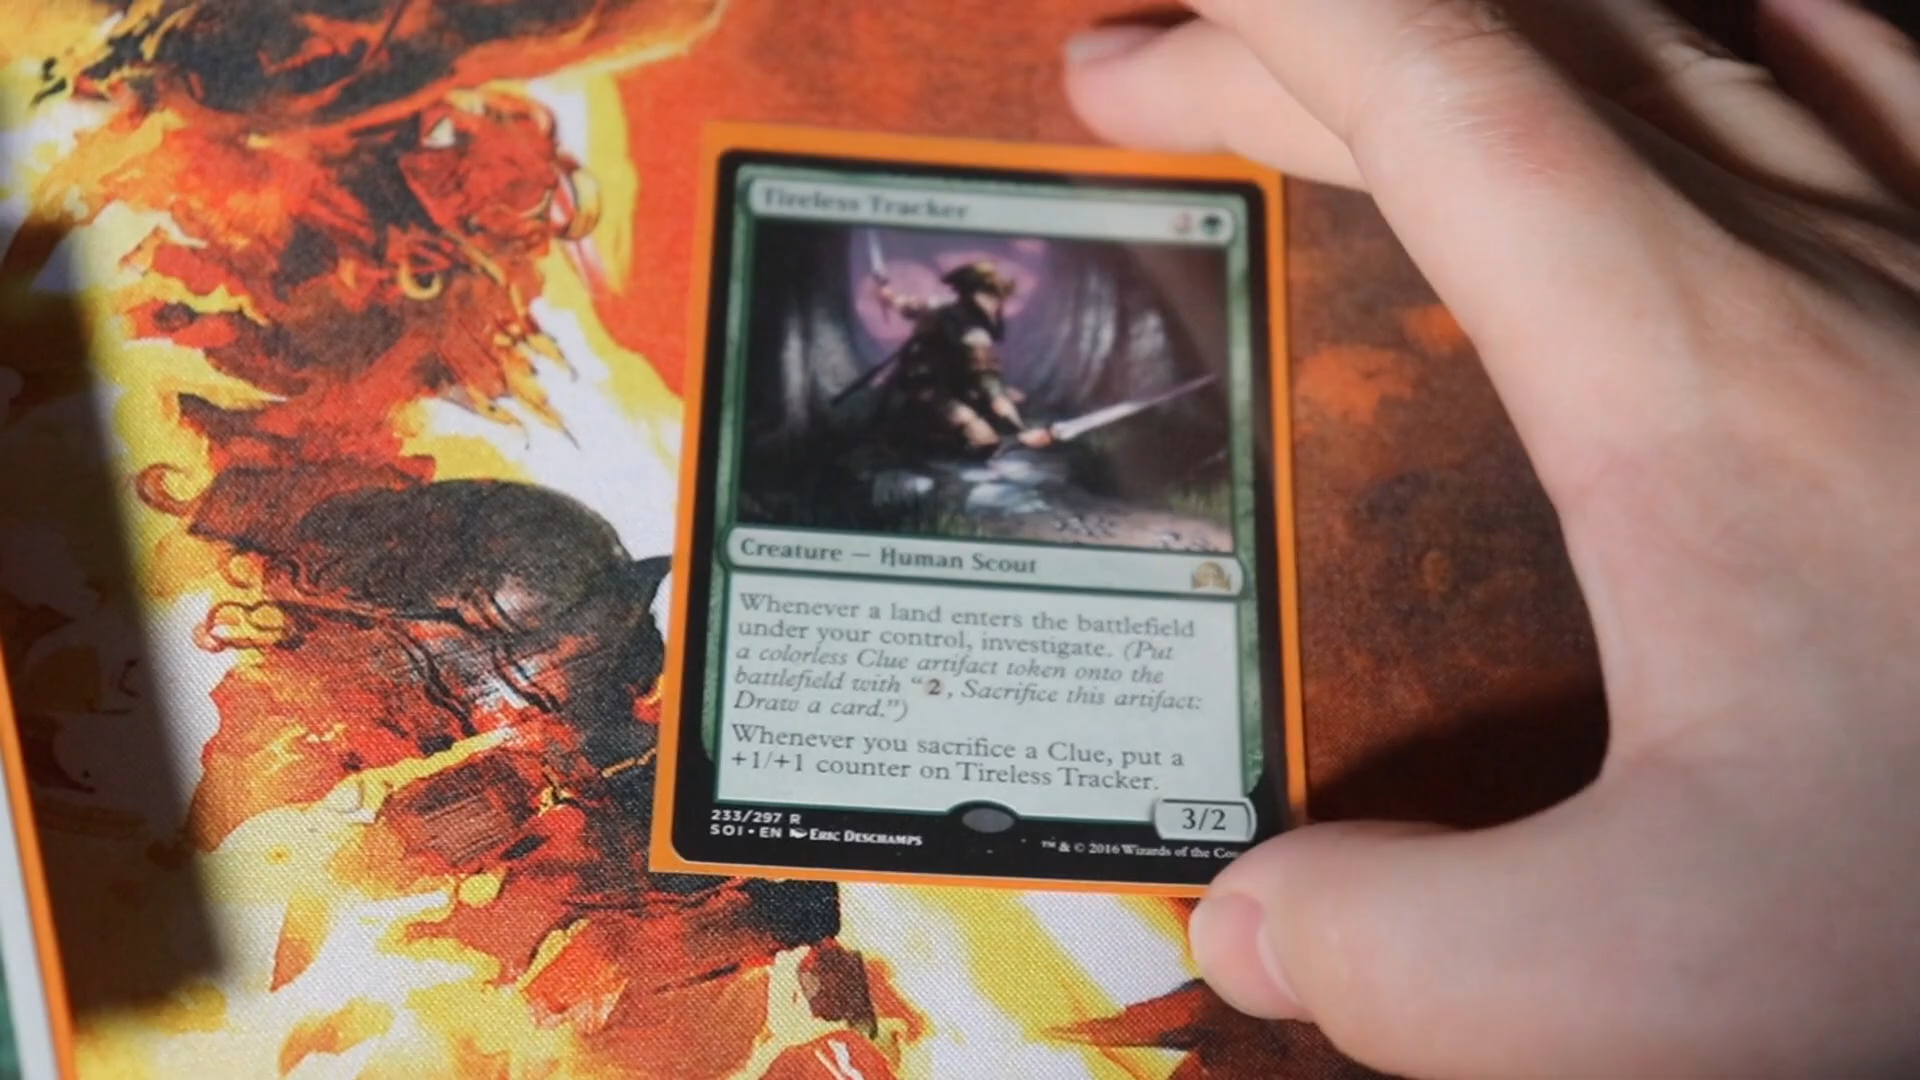 Tireless Tracker 2
Creature — Human Scout
Whenever a land enters the battlefield
under your control, investigate. (Put
a colorless Clue artifact token onto the
battlefield with “2, Sacrifice this artifact:
Draw a card.”)
Whenever you sacrifice a Clue, put a
+1/+1 counter on Tireless Tracker.
3/2
233/297 R
SOI • EN Eric Deschamps
™ & © 2016 Wizards of the